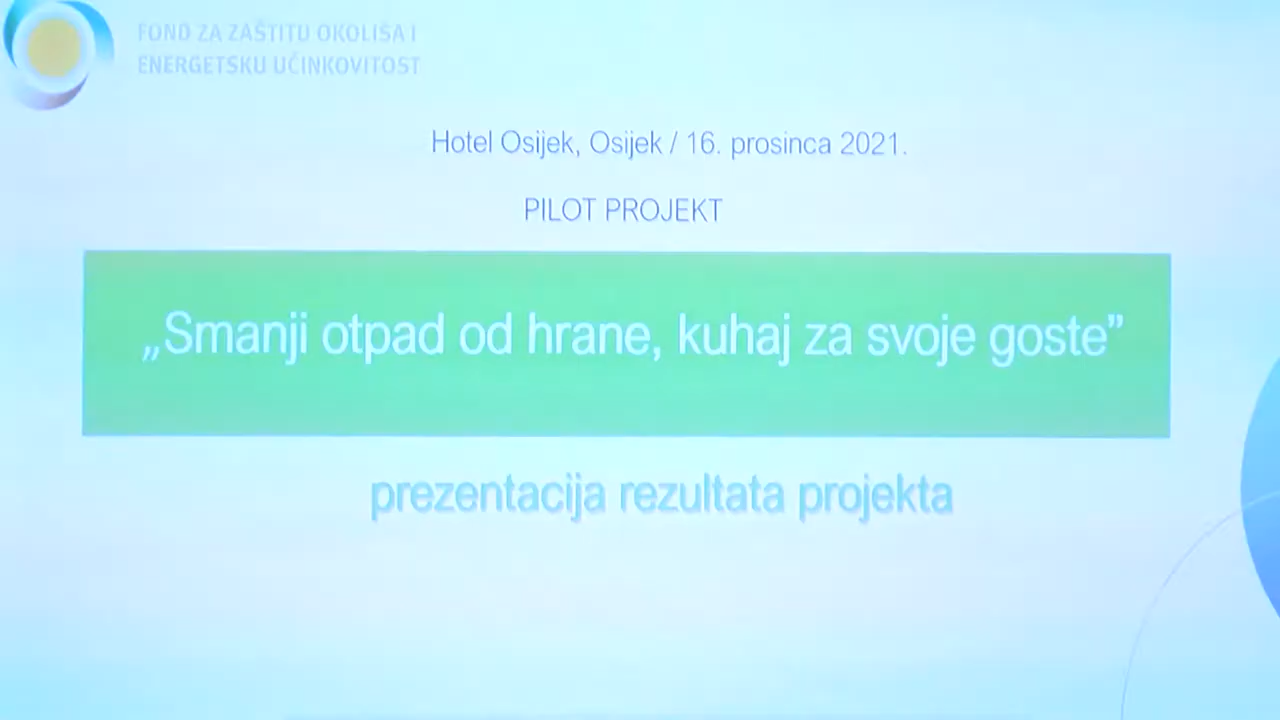 FOND ZA ZAŠTITU OKOLIŠA I
ENERGETSKU UČINKOVITOST
Hotel Osijek, Osijek / 16. prosinca 2021.
PILOT PROJEKT
„Smanji otpad od hrane, kuhaj za svoje goste”
prezentacija rezultata projekta